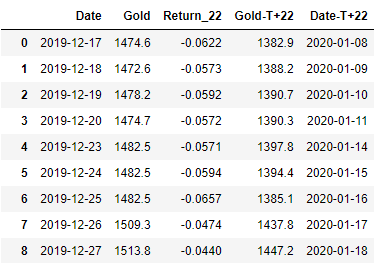 Date Gold Return_22 Gold-T+22 Date-T+22
0 2019-12-17 1474.6 -0.0622 1382.9 2020-01-08
1 2019-12-18 1472.6 -0.0573 1388.2 2020-01-09
2 2019-12-19 1478.2 -0.0592 1390.7 2020-01-10
3 2019-12-20 1474.7 -0.0572 1390.3 2020-01-11
4 2019-12-23 1482.5 -0.0571 1397.8 2020-01-14
5 2019-12-24 1482.5 -0.0594 1394.4 2020-01-15
6 2019-12-25 1482.5 -0.0657 1385.1 2020-01-16
7 2019-12-26 1509.3 -0.0474 1437.8 2020-01-17
8 2019-12-27 1513.8 -0.0440 1447.2 2020-01-18